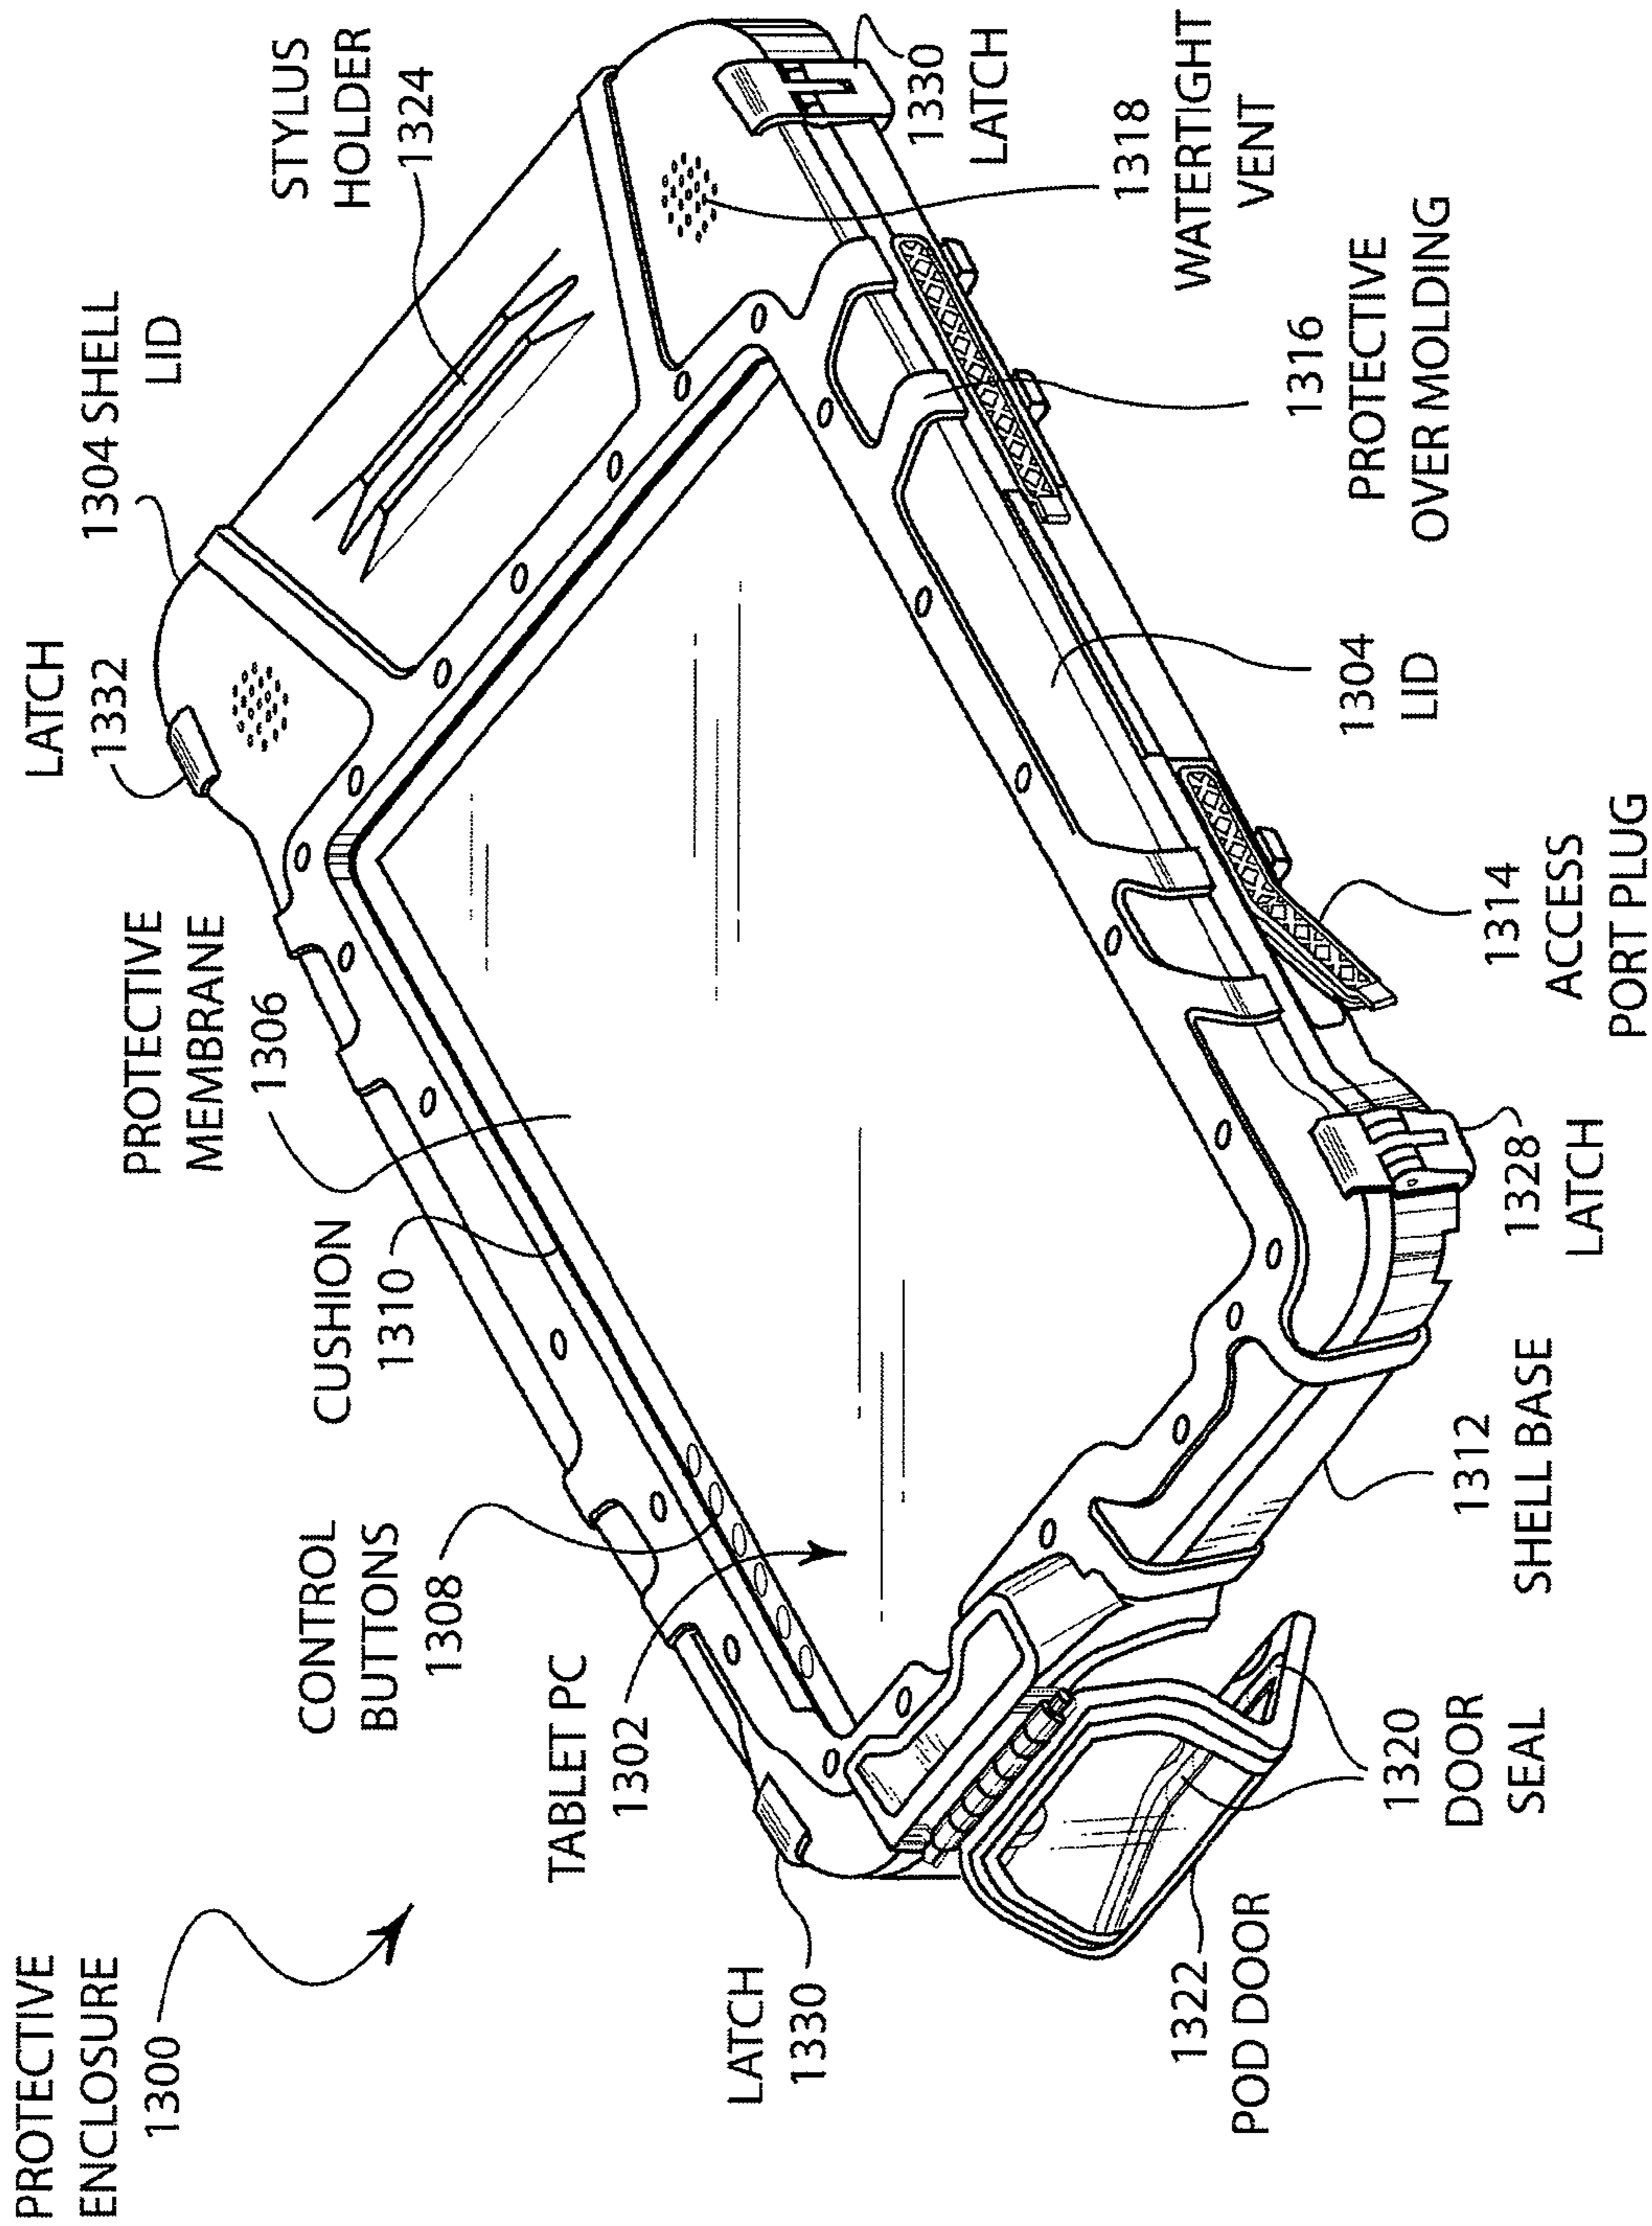 PROTECTIVE
ENCLOSURE
1300
LATCH
1330
TABLET PC
1302
CONTROL
BUTTONS
1308
CUSHION
1310
PROTECTIVE
MEMBRANE
1306
LATCH
1332
1304 SHELL
LID
STYLUS
HOLDER
1324
1330
LATCH
1318
WATERTIGHT
VENT
1316
PROTECTIVE
OVER MOLDING
1304
LID
1314
ACCESS
PORT PLUG
1328
LATCH
1312
SHELL BASE
1320
DOOR
SEAL
1322
POD DOOR